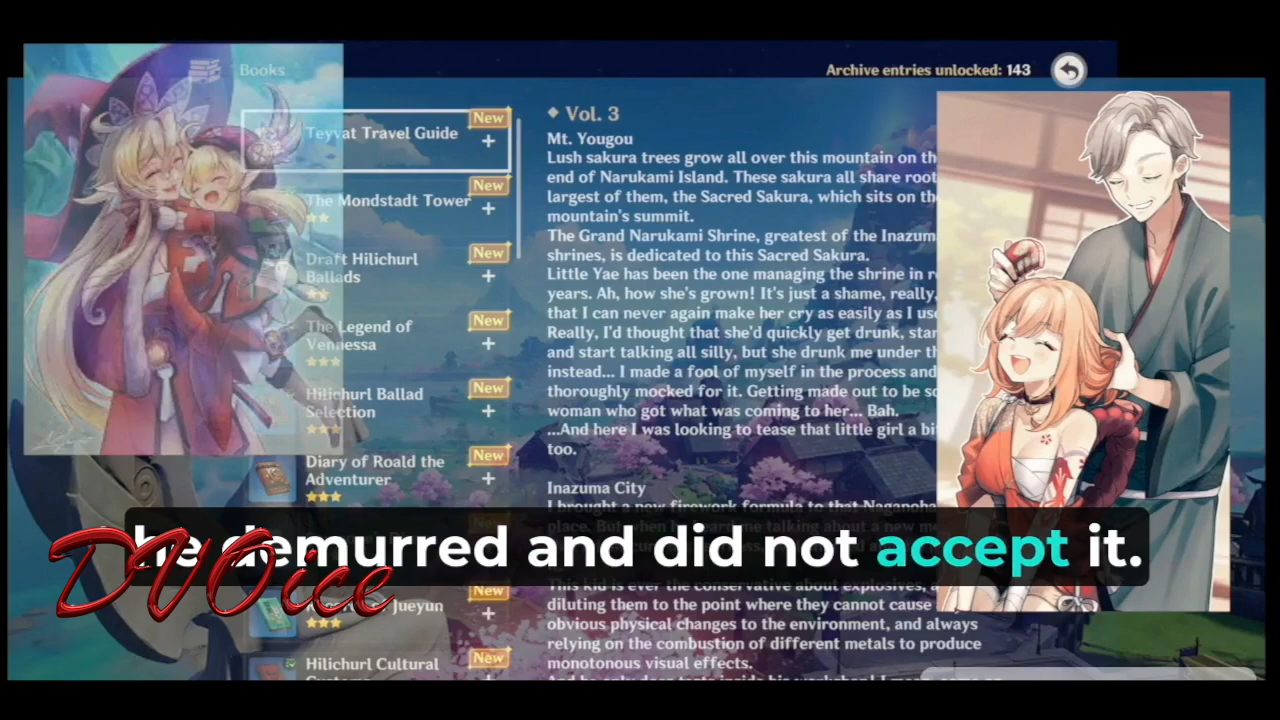 Books
Archive entries unlocked: 143
New
Teyvat Travel Guide
New
The Mondstadt Tower
New
Draft Hilichurl
Ballads
New
The Legend of
Vennessa
New
Hilichurl Ballad
Selection
New
Diary of Roald the
Adventurer
New
Jueyun
New
Hilichurl Cultural
Vol. 3
Mt. Yougou
Lush sakura trees grow all over this mountain on
end of Narukami Island. These sakura all share
largest of them, the Sacred Sakura, which sits on
mountain's summit.
The Grand Narukami Shrine, greatest of the
shrines, is dedicated to this Sacred Sakura.
Little Yae has been the one managing the shrine in
years. Ah, how she's grown! It's just a shame, really,
that I can never again make her cry as easily as I
Really, I'd thought that she'd quickly get drunk,
and start talking all silly, but she drunk me under
instead... I made a fool of myself in the process and
thoroughly mocked for it. Getting made out to be
woman who got what was coming to her... Bah.
...And here I was looking to tease that little girl a
too.
Inazuma City
I brought a new firework formula to that
place. But when
he demurred and did not accept it.
DVOice
This kid is ever the conservative about explosives,
diluting them to the point where they cannot cause
obvious physical changes to the environment, and always
relying on the combustion of different metals to produce
monotonous visual effects.